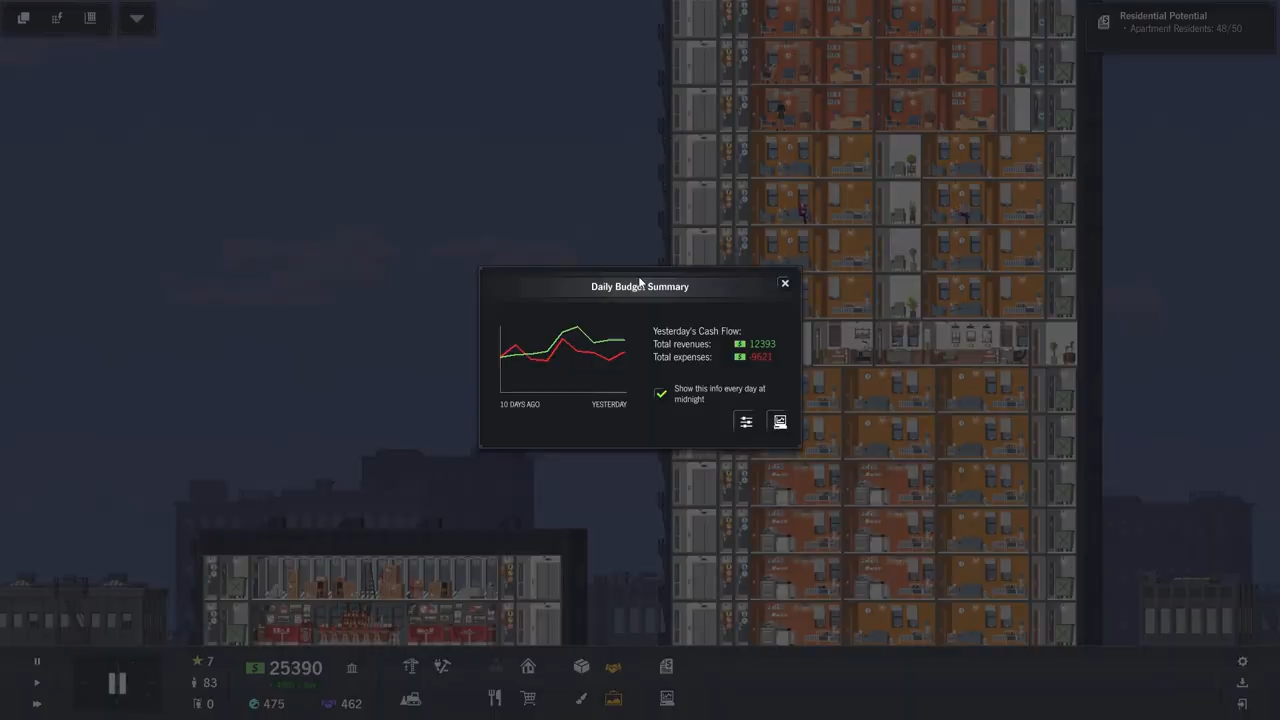 Residential Potential
• Apartment Residents: 48/50
Daily Budget Summary
Yesterday's Cash Flow:
Total revenues: $ 12393
Total expenses: $ -9621
Show this info every day at
midnight
10 DAYS AGO
YESTERDAY
7
$ 25390
83
0
475
462